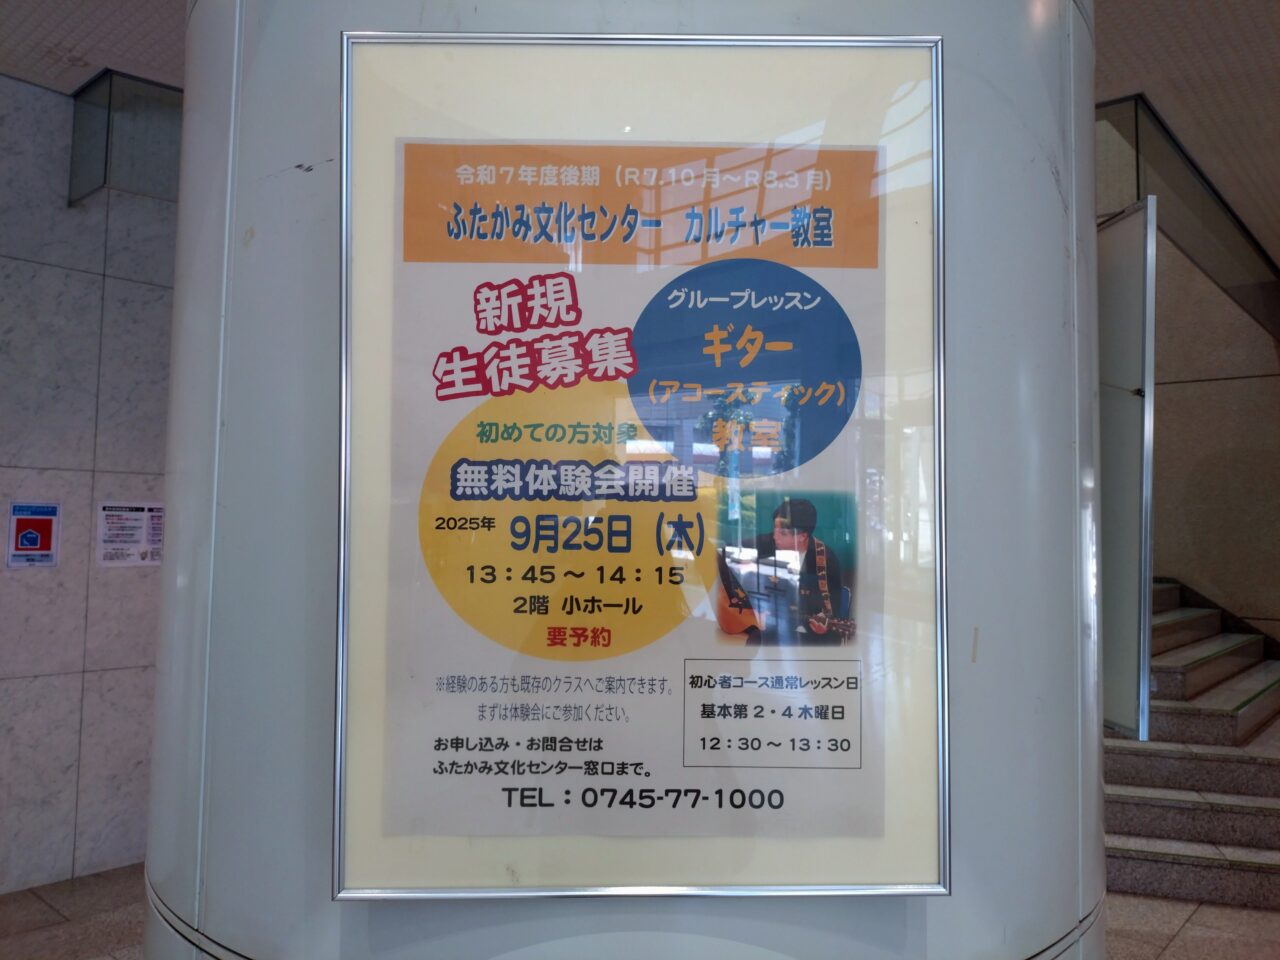 令和7年度後期（R7.10月～R8.3月）
ふたかみ文化センター　カルチャー教室
新規
生徒募集
グループレッスン
ギター
（アコースティック）
教室
初めての方対象
無料体験会開催
2025年 9月25日（木）
13：45～14：15
2階 小ホール
要予約
※経験のある方も既存のクラスへご案内できます。
まずは体験会にご参加ください。
初心者コース通常レッスン日
基本第2・4木曜日
12：30～13：30
お申し込み・お問合せは
ふたかみ文化センター窓口まで。
TEL：0745-77-1000